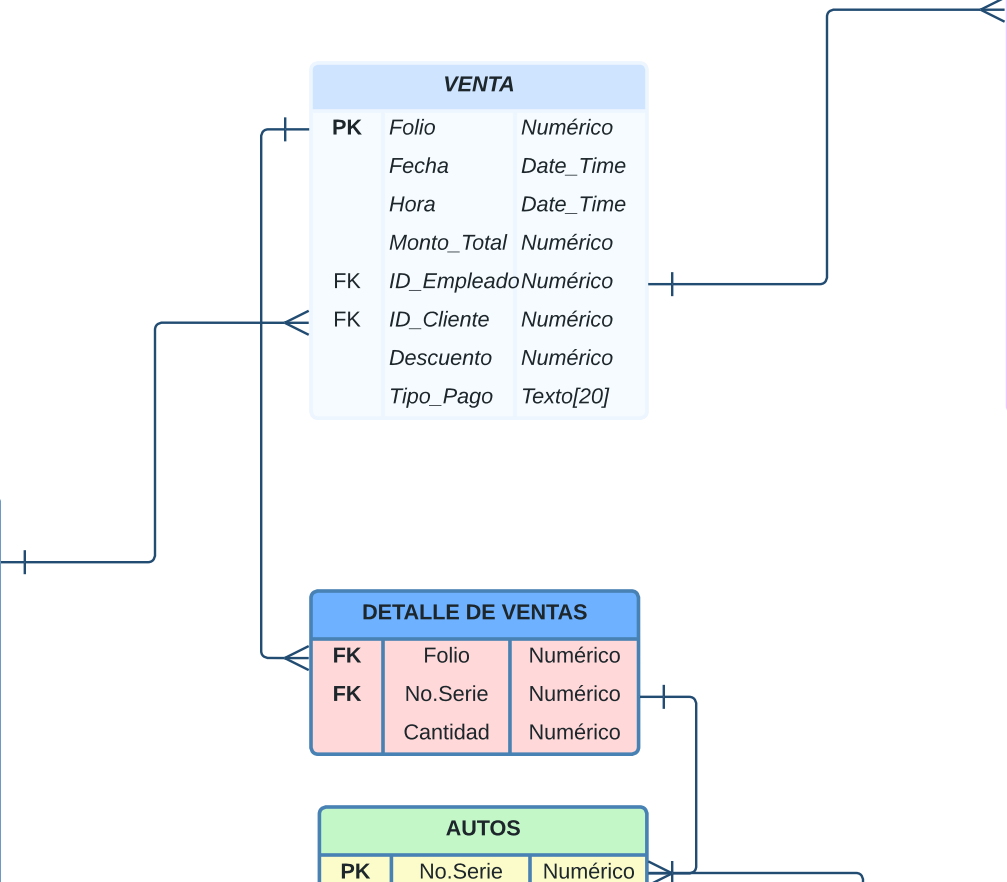 VENTA
PK Folio Numérico
Fecha Date_Time
Hora Date_Time
Monto_Total Numérico
FK ID_Empleado Numérico
FK ID_Cliente Numérico
Descuento Numérico
Tipo_Pago Texto[20]
DETALLE DE VENTAS
FK Folio Numérico
FK No.Serie Numérico
Cantidad Numérico
AUTOS
PK No.Serie Numérico